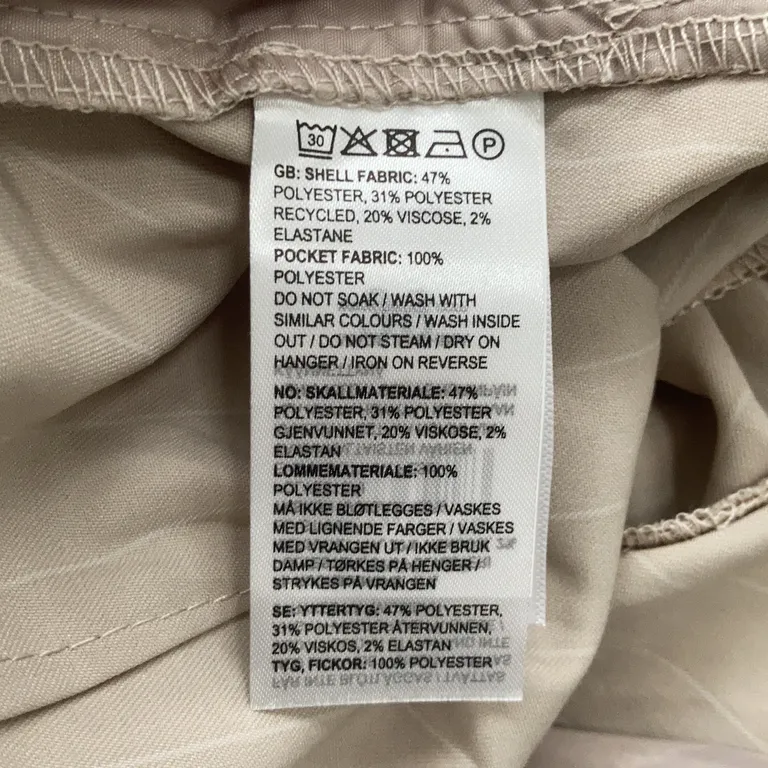 30 P
GB: SHELL FABRIC: 47%
POLYESTER, 31% POLYESTER
RECYCLED, 20% VISCOSE, 2%
ELASTANE
POCKET FABRIC: 100%
POLYESTER
DO NOT SOAK / WASH WITH
SIMILAR COLOURS / WASH INSIDE
OUT / DO NOT STEAM / DRY ON
HANGER / IRON ON REVERSE
NO: SKALLMATERIALE: 47%
POLYESTER, 31% POLYESTER
GJENVUNNET, 20% VISKOSE, 2%
ELASTAN
LOMMEMATERIALE: 100%
POLYESTER
MÅ IKKE BLØTLEGGES / VASKES
MED LIGNENDE FARGER / VASKES
MED VRANGEN UT / IKKE BRUK
DAMP / TØRKES PÅ HENGER /
STRYKES PÅ VRANGEN
SE: YTTERTYG: 47% POLYESTER,
31% POLYESTER ÅTERVUNNEN,
20% VISKOS, 2% ELASTAN
TYG, FICKOR: 100% POLYESTER